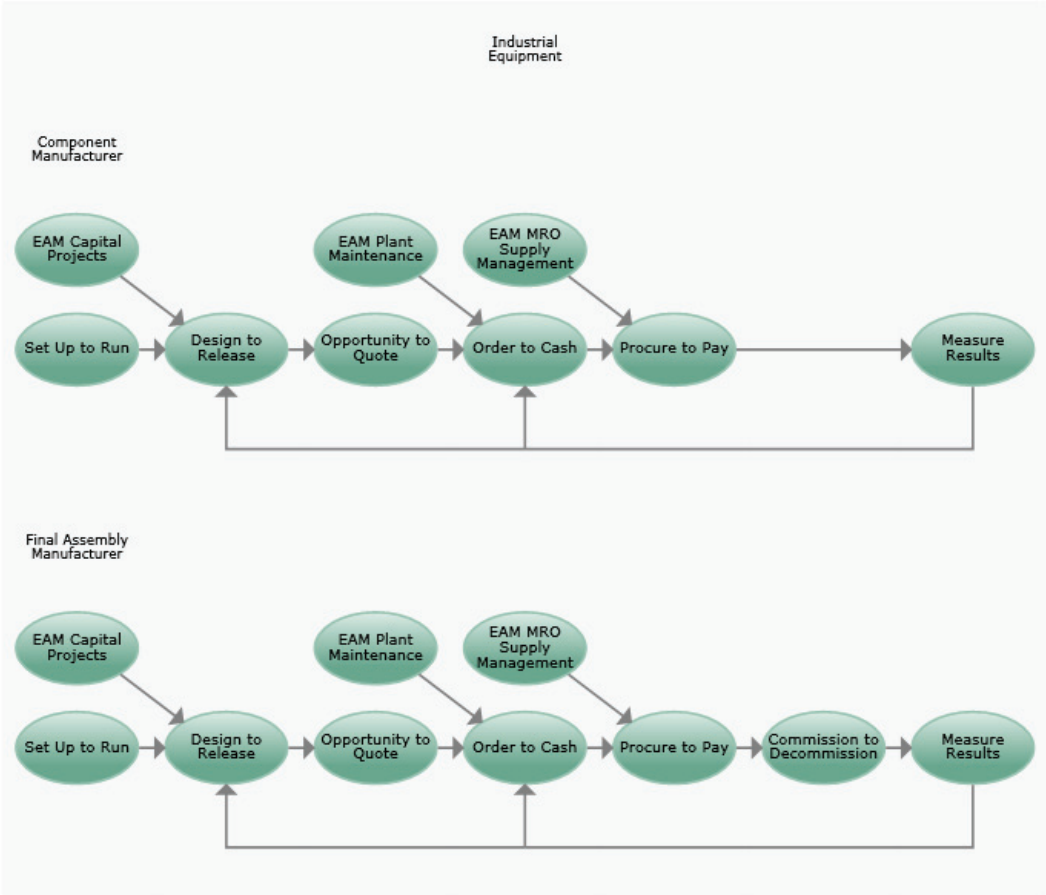 Industrial
Equipment
Component
Manufacturer
EAM Capital
Projects
EAM Plant
Maintenance
EAM MRO
Supply
Management
Set Up to Run
Design to
Release
Opportunity to
Quote
Order to Cash
Procure to Pay
Measure
Results
Final Assembly
Manufacturer
EAM Capital
Projects
EAM Plant
Maintenance
EAM MRO
Supply
Management
Set Up to Run
Design to
Release
Opportunity to
Quote
Order to Cash
Procure to Pay
Commission to
Decommission
Measure
Results